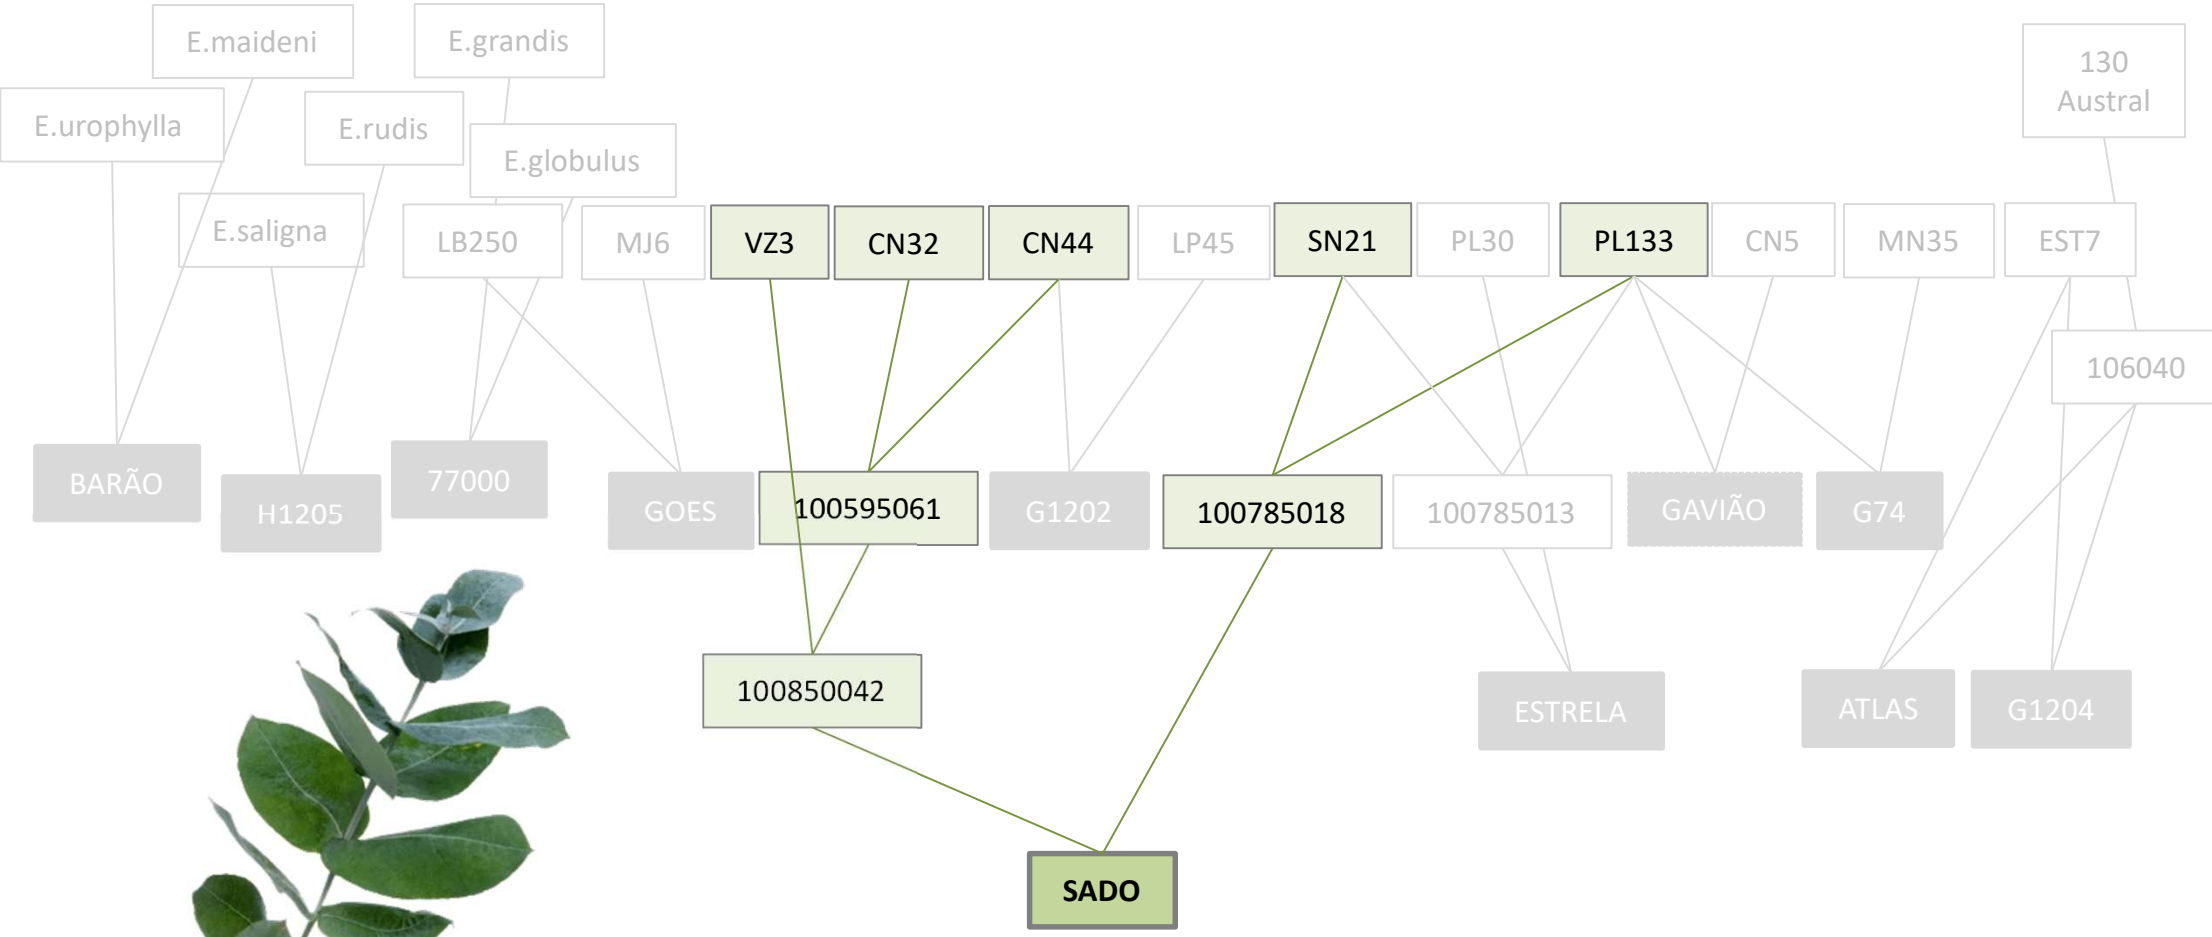 E.maideni
E.grandis
130
Austral
E.urophylla
E.rudis
E.globulus
E.saligna
LB250
MJ6
VZ3
CN32
CN44
LP45
SN21
PL30
PL133
CN5
MN35
EST7
106040
BARÃO
H1205
77000
GOES
100595061
G1202
100785018
100785013
GAVIÃO
G74
100850042
ESTRELA
ATLAS
G1204
SADO